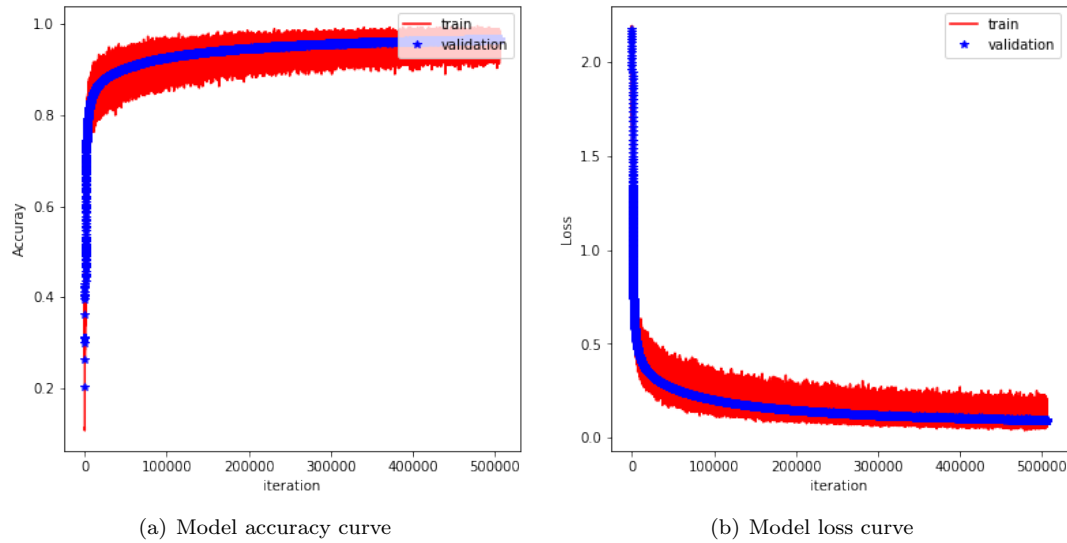 1.0
0.8
0.6
0.4
0.2
Accuray
train
validation
0
100000
200000
300000
400000
500000
iteration
(a) Model accuracy curve
2.0
1.5
1.0
0.5
0.0
Loss
train
validation
0
100000
200000
300000
400000
500000
iteration
(b) Model loss curve